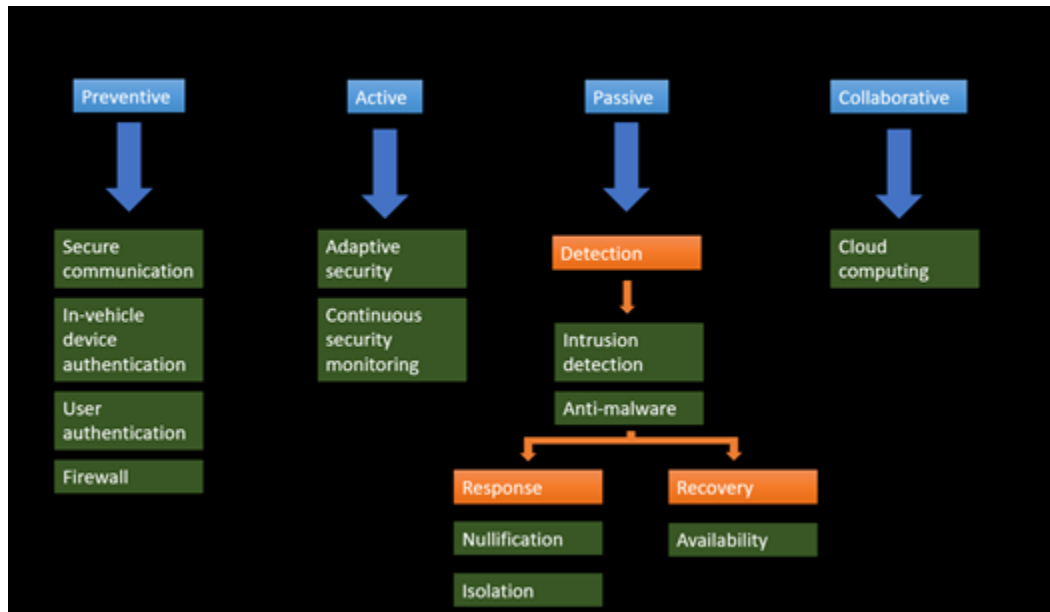 Preventive
Active
Passive
Collaborative
Secure
communication
In-vehicle
device
authentication
User
authentication
Firewall
Adaptive
security
Continuous
security
monitoring
Detection
Intrusion
detection
Anti-malware
Response
Nullification
Isolation
Recovery
Availability
Cloud
computing